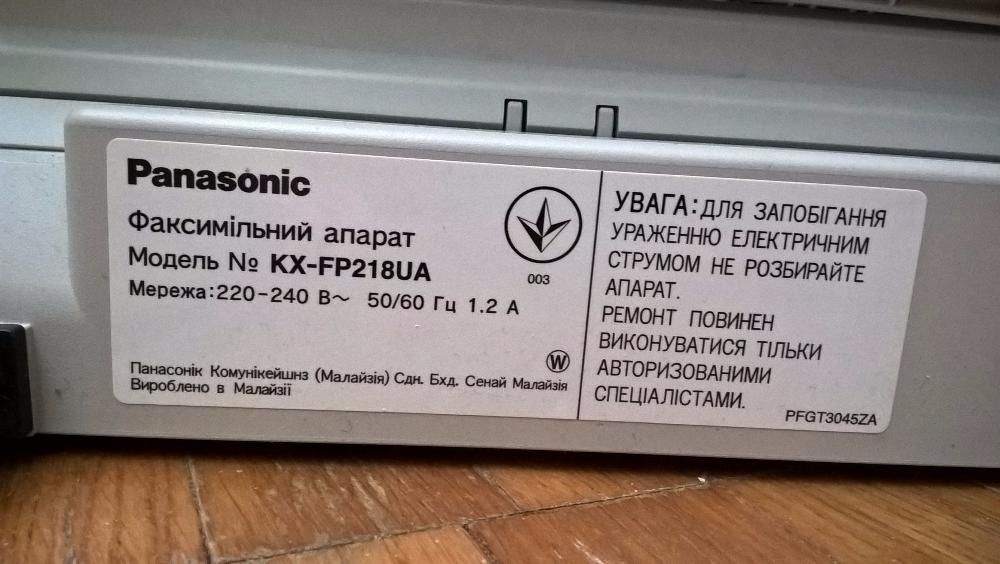 Panasonic
Факсимільний апарат
Модель № KX-FP218UA
Мережа:220-240 В~ 50/60 Гц 1.2 А
003
W
Панасонік Комунікейшнз (Малайзія) Сдн. Бхд. Сенай Малайзія
Вироблено в Малайзії
УВАГА:ДЛЯ ЗАПОБІГАННЯ
УРАЖЕННЮ ЕЛЕКТРИЧНИМ
СТРУМОМ НЕ РОЗБИРАЙТЕ
АПАРАТ.
РЕМОНТ ПОВИНЕН
ВИКОНУВАТИСЯ ТІЛЬКИ
АВТОРИЗОВАНИМИ
СПЕЦІАЛІСТАМИ.
PFGT3045ZA